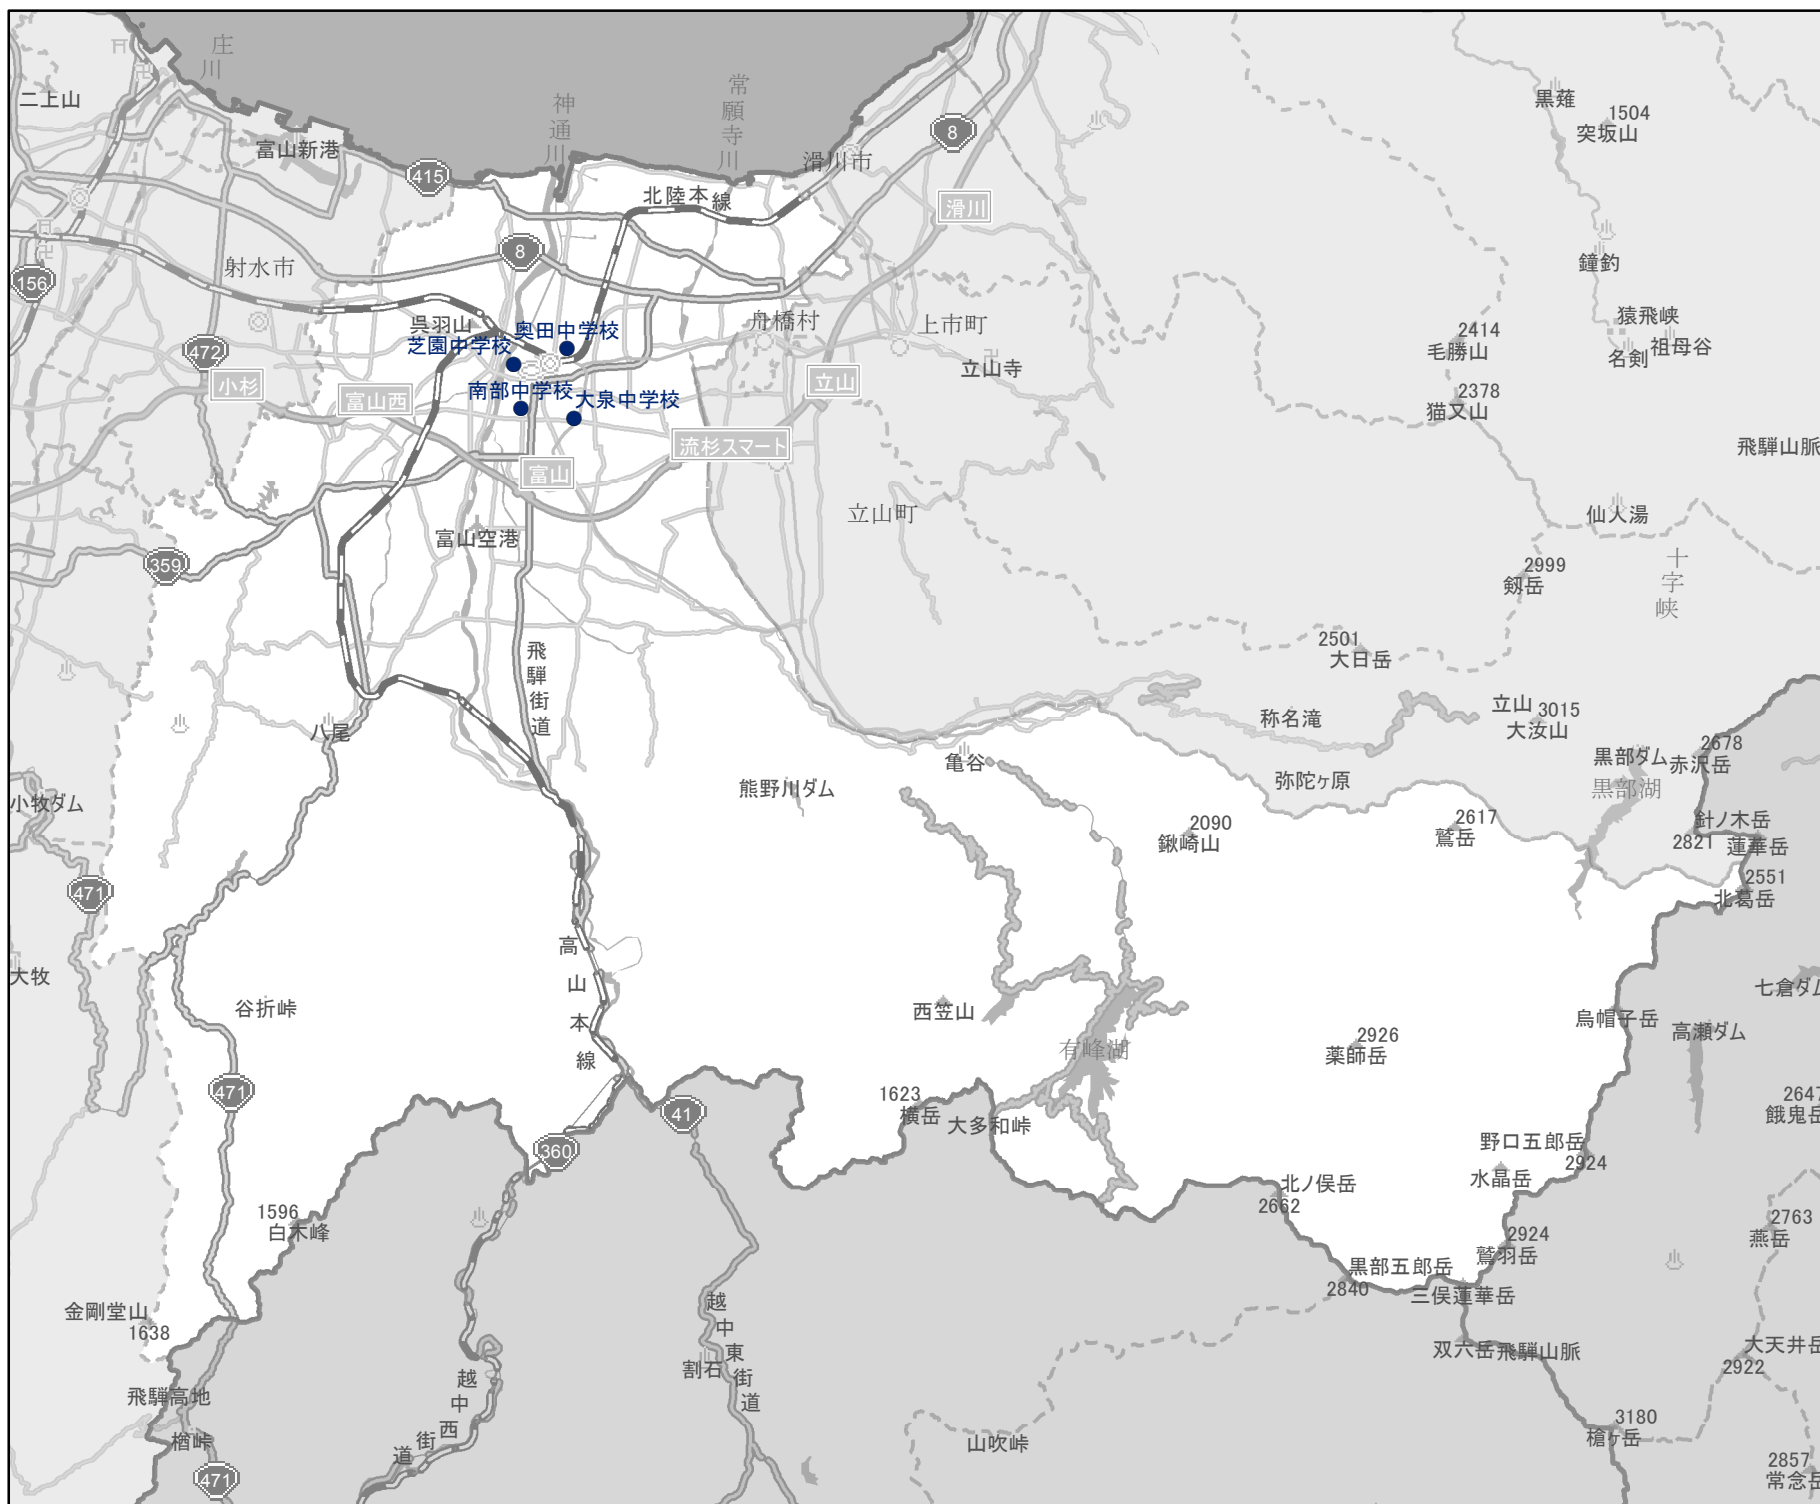 庄川
神通川
常願寺川
二上山
富山新港
415
滑川市
8
北陸本線
滑川
黒薙
1504
突坂山
射水市
8
156
鐘釣
呉羽山
奥田中学校
芝園中学校
舟橋村
上市町
猿飛峡
名剣
祖母谷
2414
毛勝山
472
小杉
富山西
南部中学校
大泉中学校
立山
立山寺
2378
猫又山
流杉スマート
富山
飛騨山脈
立山町
仙人湯
富山空港
359
十字峡
2999
剱岳
2501
大日岳
飛騨街道
称名滝
立山
3015
大汝山
八尾
亀谷
黒部ダム
2678
赤沢岳
黒部湖
弥陀ヶ原
熊野川ダム
小牧ダム
2090
鍬崎山
2617
鷲岳
針ノ木岳
2821
蓮華岳
471
2551
北葛岳
高山本線
大牧
七倉ダム
谷折峠
西笠山
烏帽子岳
高瀬ダム
有峰湖
2926
薬師岳
471
41
1623
横岳
大多和峠
2647
餓鬼岳
360
野口五郎岳
2924
水晶岳
北ノ俣岳
2662
1596
白木峰
2763
燕岳
2924
鷲羽岳
黒部五郎岳
2840
三俣蓮華岳
金剛堂山
1638
越中東街道
双六岳
飛騨山脈
大天井岳
2922
割石
飛騨高地
越中西街道
楢峠
山吹峠
3180
槍ヶ岳
471
2857
常念岳